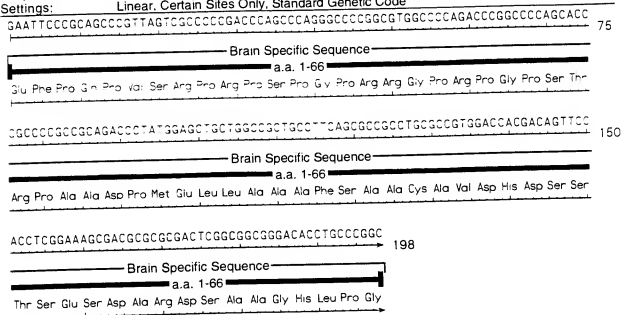 Settings: Linear, Certain Sites Only, Standard Genetic Code
GAATTCCCGCAGCCCGTTAGTCGCCCCCGACCCAGCCCAGGGCCCCGGCGTGGCCCCAGACCCGGCCCCAGCACC 75
Brain Specific Sequence
a.a. 1-66
Glu Phe Pro Gln Pro Val Ser Arg Pro Arg Pro Ser Pro Gly Pro Arg Arg Gly Pro Arg Pro Gly Pro Ser Thr
CGCCCCGCCGCAGACCCTATGGAGCTGCTGGCCGCTGCCTTCAGCGCCGCCTGCGCCGTGGACCACGACAGTTCC 150
Brain Specific Sequence
a.a. 1-66
Arg Pro Ala Ala Asp Pro Met Glu Leu Leu Ala Ala Ala Phe Ser Ala Ala Cys Ala Val Asp His Asp Ser Ser
ACCTCGGAAAGCGACGCGCGCGACTCGGCGGCGGGACACCTGCCCGGC 198
Brain Specific Sequence
a.a. 1-66
Thr Ser Glu Ser Asp Ala Arg Asp Ser Ala Ala Gly His Leu Pro Gly